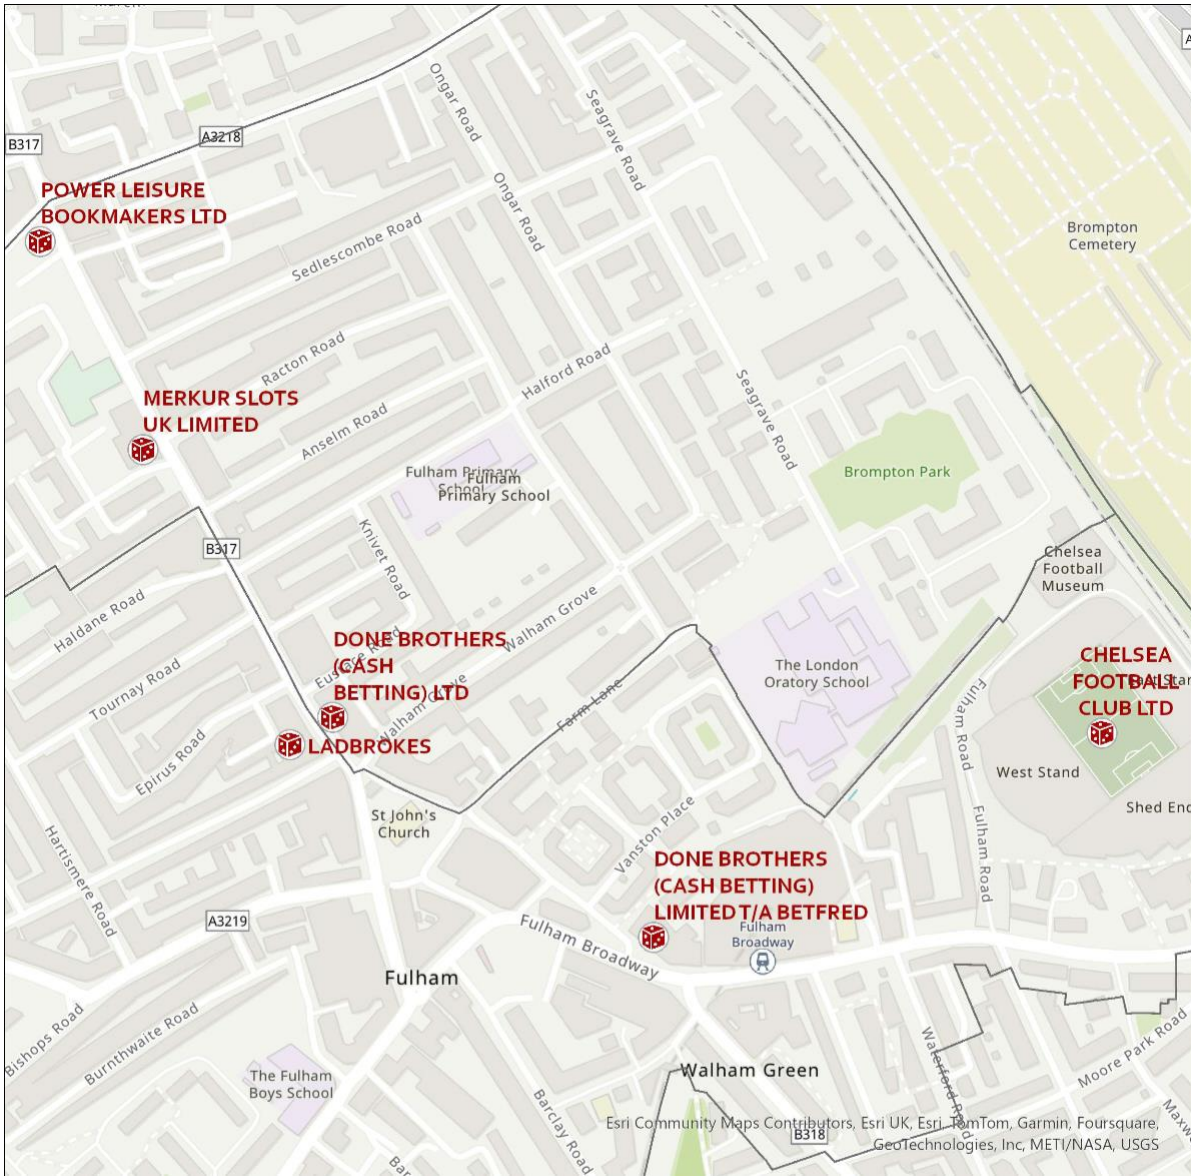 A3218
B317
POWER LEISURE
BOOKMAKERS LTD
Ongar Road
Seagrave Road
Ongar Road
Sedlescombe Road
Brompton
Cemetery
Racton Road
Halford Road
MERKUR SLOTS
UK LIMITED
Anselm Road
Seagrave Road
Fulham Primary
School
Fulham
Primary School
Brompton Park
B317
Knivet Road
Chelsea
Football
Museum
Haldane Road
Walham Grove
DONE BROTHERS
(CASH
BETTING) LTD
Tournay Road
Walham Grove
Farm Lane
The London
Oratory School
CHELSEA
FOOTBALL
CLUB LTD
Fulham Road
LADBROKES
Epirus Road
West Stand
St John's
Church
Shed End
Vanston Place
Fulham Road
Hartismere Road
DONE BROTHERS
(CASH BETTING)
LIMITED T/A BETFRED
A3219
Fulham Broadway
Fulham
Broadway
Fulham
Bishops Road
Burnthwaite Road
Waterford Road
Moore Park Road
Walham Green
The Fulham
Boys School
Barclay Road
Esri Community Maps Contributors, Esri UK, Esri, TomTom, Garmin, Foursquare,
GeoTechnologies, Inc, METI/NASA, USGS
B318